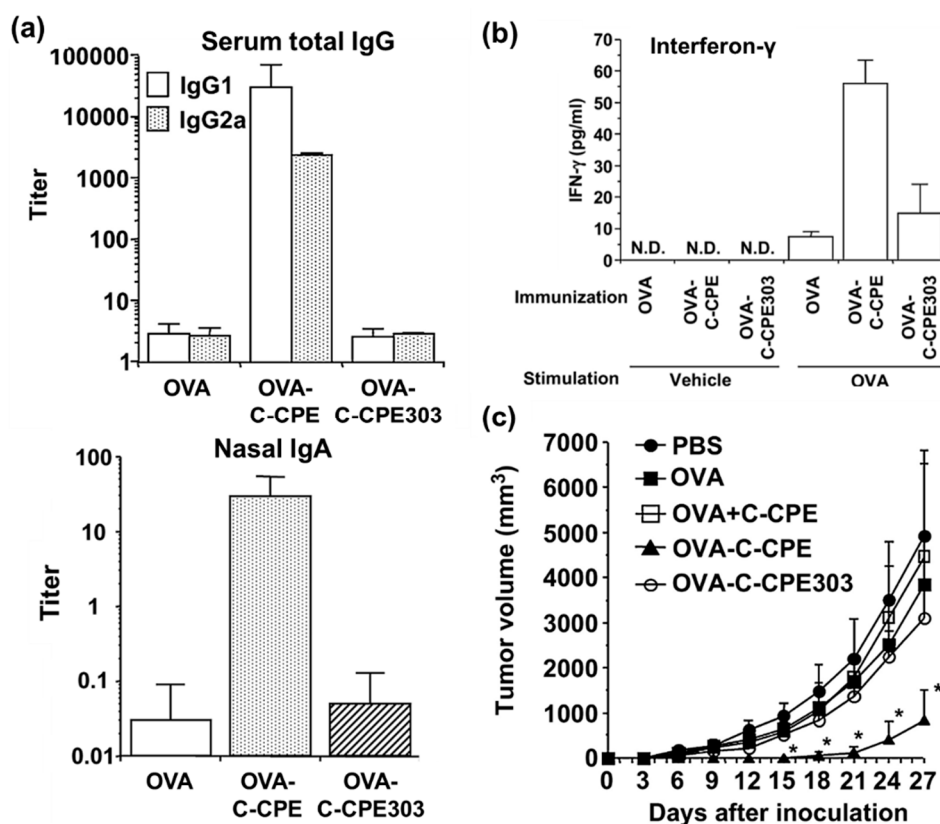 (a)
Serum total IgG
100000
10000
1000
100
10
1
Titer
IgG1
IgG2a
OVA
OVA-
C-CPE
OVA-
C-CPE303
Nasal IgA
100
10
1
0.1
0.01
Titer
OVA
OVA-
C-CPE
OVA-
C-CPE303
(b)
Interferon-γ
70
60
50
40
30
20
10
0
IFN-γ (pg/ml)
N.D. N.D. N.D.
Immunization
OVA
OVA-
C-CPE
OVA-
C-CPE303
OVA
OVA-
C-CPE
OVA-
C-CPE303
Stimulation Vehicle OVA
(c)
7000
6000
5000
4000
3000
2000
1000
0
Tumor volume (mm³)
PBS
OVA
OVA+C-CPE
OVA-C-CPE
OVA-C-CPE303
* * * * *
0 3 6 9 12 15 18 21 24 27
Days after inoculation